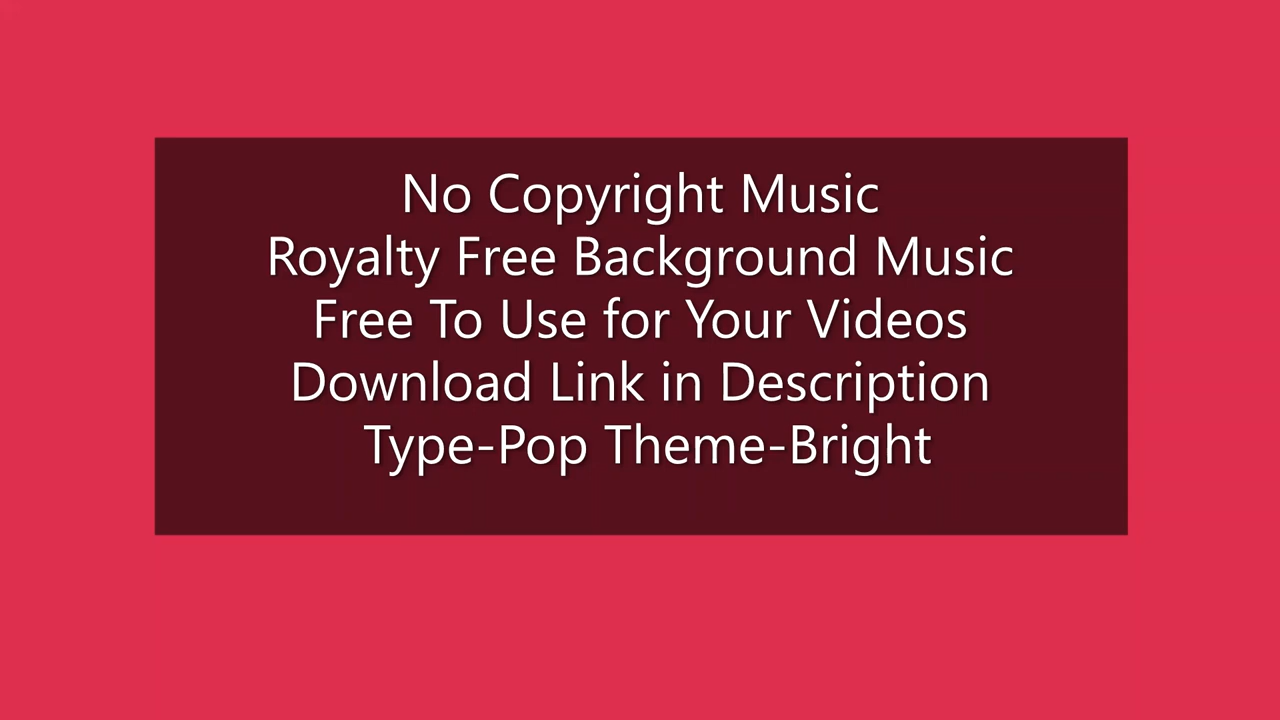 No Copyright Music
Royalty Free Background Music
Free To Use for Your Videos
Download Link in Description
Type-Pop Theme-Bright